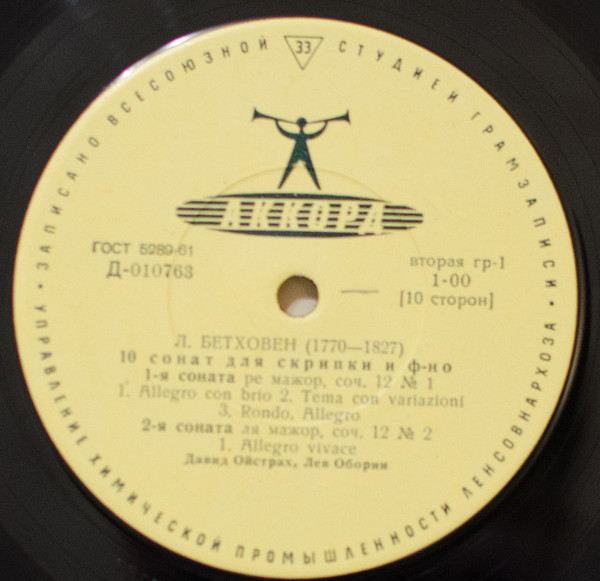 ЗАПИСАНО ВСЕСОЮЗНОЙ СТУДИЕЙ ГРАМЗАПИСИ
33
АККОРД
ГОСТ 5289-61
Д-010763
вторая гр-1
1-00
[10 сторон]
Л. БЕТХОВЕН (1770—1827)
10 сонат для скрипки и ф-но
1-я соната ре мажор, соч. 12 № 1
1. Allegro con brio 2. Tema con variazioni
3. Rondo. Allegro
2-я соната ля мажор, соч. 12 № 2
1. Allegro vivace
Давид Ойстрах, Лев Оборин
УПРАВЛЕНИЕ ХИМИЧЕСКОЙ ПРОМЫШЛЕННОСТИ ЛЕНСОВНАРХОЗА